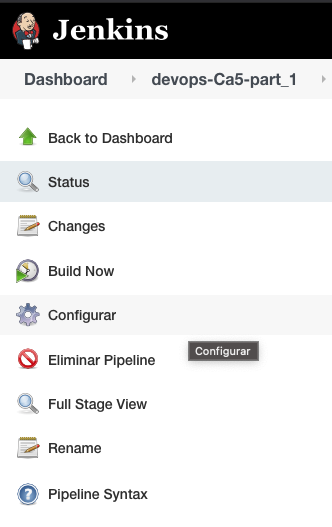 Jenkins
Dashboard devops-Ca5-part_1
Back to Dashboard
Status
Changes
Build Now
Configurar
Configurar
Eliminar Pipeline
Full Stage View
Rename
Pipeline Syntax